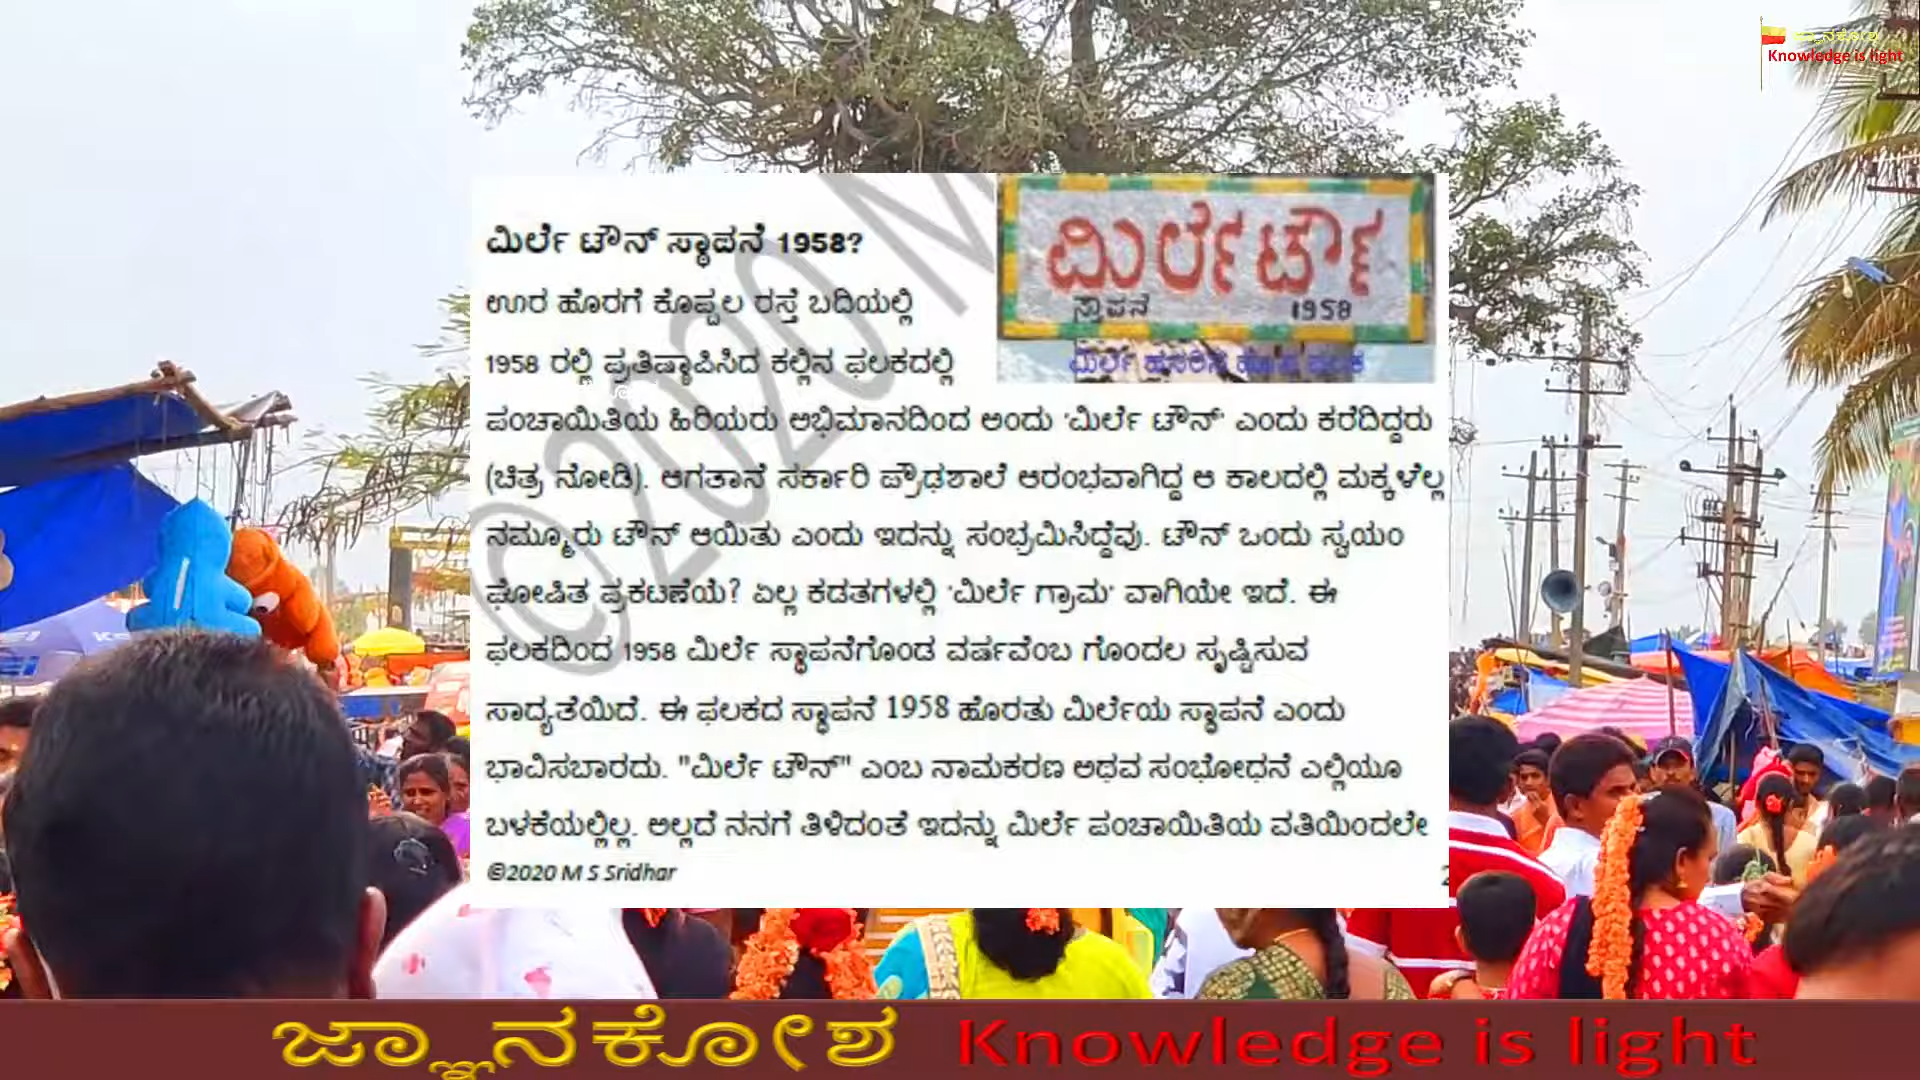 ಜ್ಞಾನಕೋಶ
Knowledge is light
ಮಿರ್ಲೆ ಟೌನ್ ಸ್ಥಾಪನೆ 1958?
ಮಿರ್ಲೆ ಟೌನ್
ಸ್ಥಾಪನೆ 1958
ಊರ ಹೊರಗೆ ಕೊಪ್ಪಲ ರಸ್ತೆ ಬದಿಯಲ್ಲಿ
1958 ರಲ್ಲಿ ಪ್ರತಿಷ್ಠಾಪಿಸಿದ ಕಲ್ಲಿನ ಫಲಕದಲ್ಲಿ
ಪಂಚಾಯಿತಿಯ ಹಿರಿಯರು ಅಭಿಮಾನದಿಂದ ಅಂದು 'ಮಿರ್ಲೆ ಟೌನ್' ಎಂದು ಕರೆದಿದ್ದರು
(ಚಿತ್ರ ನೋಡಿ). ಆಗತಾನೆ ಸರ್ಕಾರಿ ಪ್ರೌಢಶಾಲೆ ಆರಂಭವಾಗಿದ್ದ ಆ ಕಾಲದಲ್ಲಿ ಮಕ್ಕಳೆಲ್ಲ
ನಮ್ಮೂರು ಟೌನ್ ಆಯಿತು ಎಂದು ಇದನ್ನು ಸಂಭ್ರಮಿಸಿದ್ದೆವು. ಟೌನ್ ಒಂದು ಸ್ವಯಂ
ಘೋಷಿತ ಪ್ರಕಟಣೆಯೆ? ಏಲ್ಲ ಕಡತಗಳಲ್ಲಿ 'ಮಿರ್ಲೆ ಗ್ರಾಮ' ವಾಗಿಯೇ ಇದೆ. ಈ
ಫಲಕದಿಂದ 1958 ಮಿರ್ಲೆ ಸ್ಥಾಪನೆಗೊಂಡ ವರ್ಷವೆಂಬ ಗೊಂದಲ ಸೃಷ್ಟಿಸುವ
ಸಾದ್ಯತೆಯಿದೆ. ಈ ಫಲಕದ ಸ್ಥಾಪನೆ 1958 ಹೊರತು ಮಿರ್ಲೆಯ ಸ್ಥಾಪನೆ ಎಂದು
ಭಾವಿಸಬಾರದು. "ಮಿರ್ಲೆ ಟೌನ್" ಎಂಬ ನಾಮಕರಣ ಅಥವ ಸಂಭೋಧನೆ ಎಲ್ಲಿಯೂ
ಬಳಕೆಯಲ್ಲಿಲ್ಲ. ಅಲ್ಲದೆ ನನಗೆ ತಿಳಿದಂತೆ ಇದನ್ನು ಮಿರ್ಲೆ ಪಂಚಾಯಿತಿಯ ವತಿಯಿಂದಲೇ
©2020 M S Sridhar
ಜ್ಞಾನಕೋಶ Knowledge is light